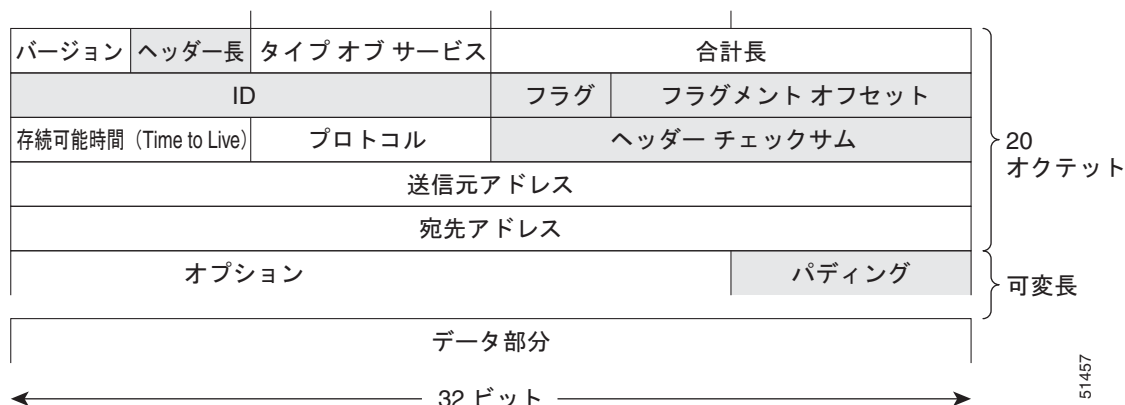 バージョン ヘッダー長 タイプ オブ サービス 合計長
ID フラグ フラグメント オフセット
存続可能時間（Time to Live） プロトコル ヘッダー チェックサム
20
オクテット
送信元アドレス
宛先アドレス
オプション パディング
可変長
データ部分
32 ビット
51457